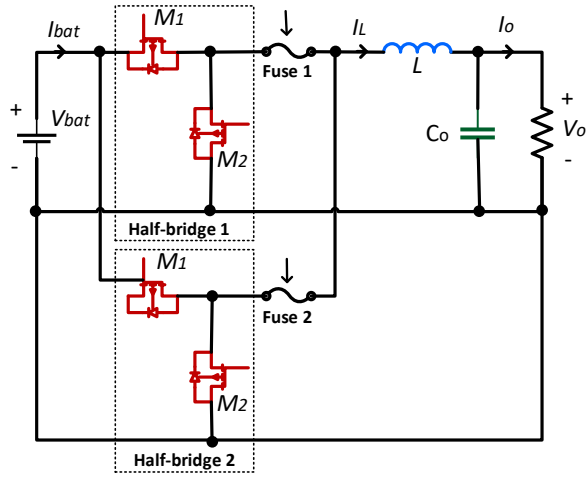 M1
Ibat
IL
Io
Fuse 1
L
+
Vbat
-
M2
Co
+
Vo
-
Half-bridge 1
M1
Fuse 2
M2
Half-bridge 2